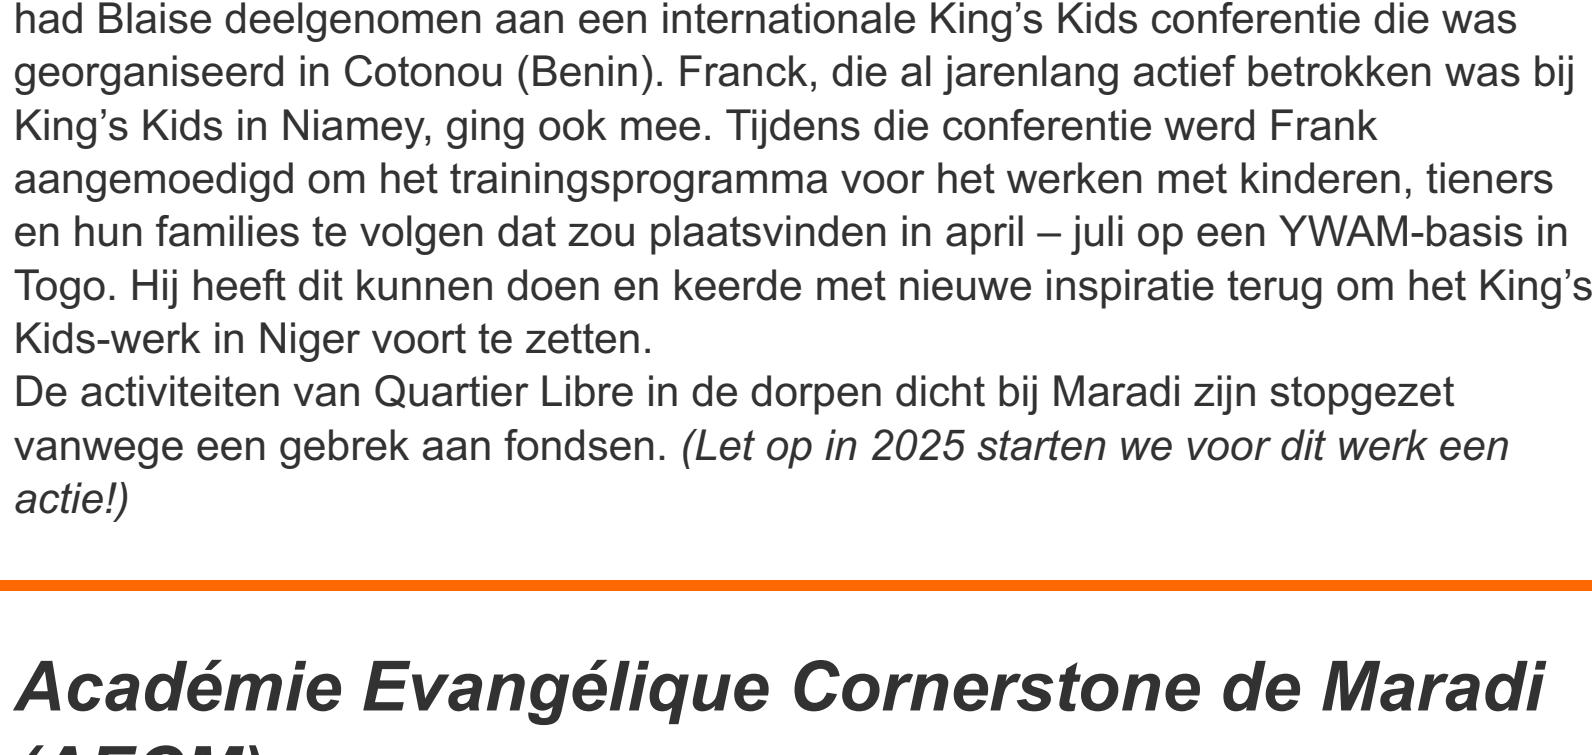 had Blaise deelgenomen aan een internationale King’s Kids conferentie die was
georganiseerd in Cotonou (Benin). Franck, die al jarenlang actief betrokken was bij
King’s Kids in Niamey, ging ook mee. Tijdens die conferentie werd Frank
aangemoedigd om het trainingsprogramma voor het werken met kinderen, tieners
en hun families te volgen dat zou plaatsvinden in april – juli op een YWAM-basis in
Togo. Hij heeft dit kunnen doen en keerde met nieuwe inspiratie terug om het King’s
Kids-werk in Niger voort te zetten.
De activiteiten van Quartier Libre in de dorpen dicht bij Maradi zijn stopgezet
vanwege een gebrek aan fondsen. (Let op in 2025 starten we voor dit werk een
actie!)
Académie Evangélique Cornerstone de Maradi
(AECM)